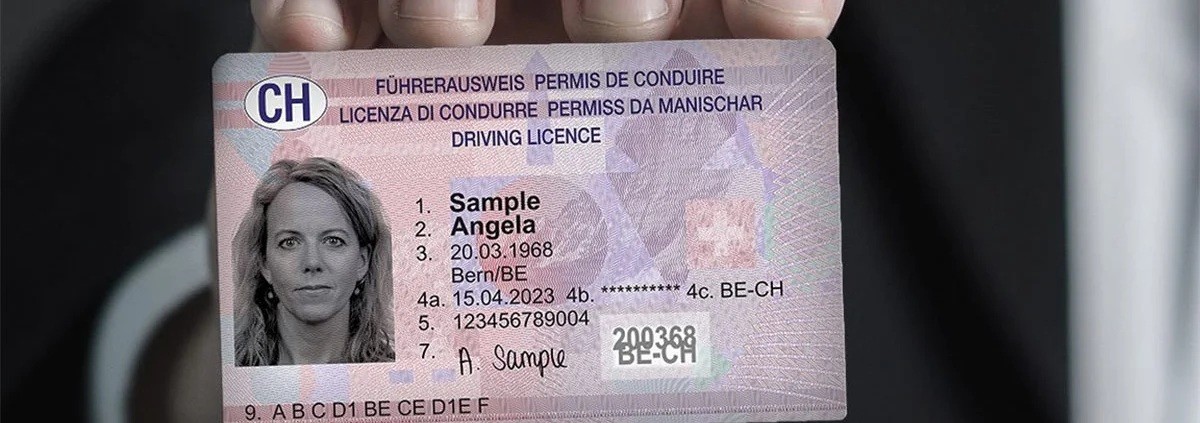 CH
FÜHRERAUSWEIS PERMIS DE CONDUIRE
LICENZA DI CONDURRE PERMISS DA MANISCHAR
DRIVING LICENCE
1. Sample
2. Angela
3. 20.03.1968
Bern/BE
4a. 15.04.2023 4b. ********** 4c. BE-CH
5. 123456789004
7. A. Sample
200368
BE-CH
9. A B C D1 BE CE D1E F